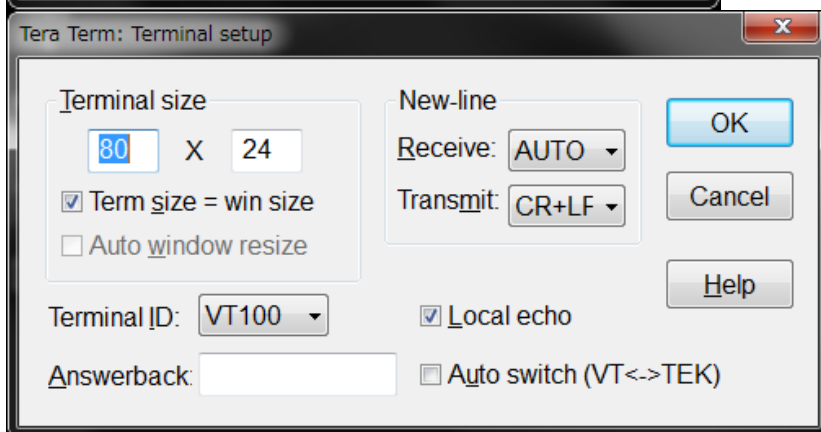 Tera Term: Terminal setup
Terminal size
80 X 24
Term size = win size
Auto window resize
New-line
Receive: AUTO
Transmit: CR+LF
OK
Cancel
Help
Terminal ID: VT100
Local echo
Answerback:
Auto switch (VT<->TEK)